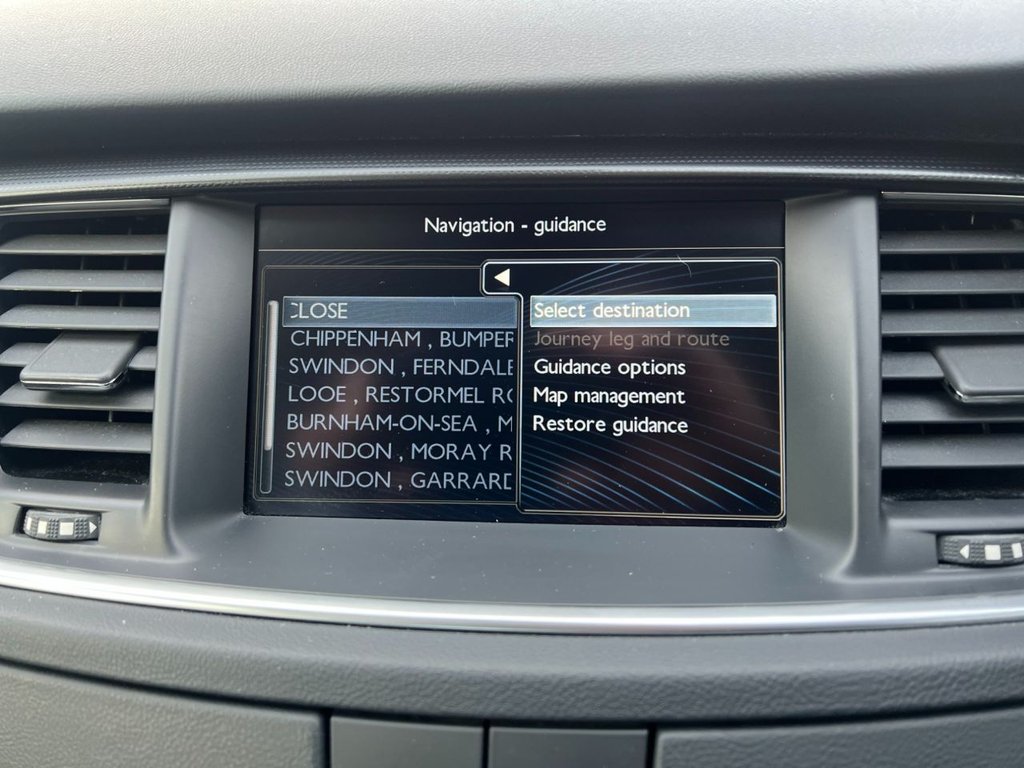 Navigation - guidance
CLOSE
CHIPPENHAM , BUMPER
SWINDON , FERNDALE
LOOE , RESTORMEL
BURNHAM-ON-SEA , M
SWINDON , MORAY R
SWINDON , GARRARD
Select destination
Journey leg and route
Guidance options
Map management
Restore guidance